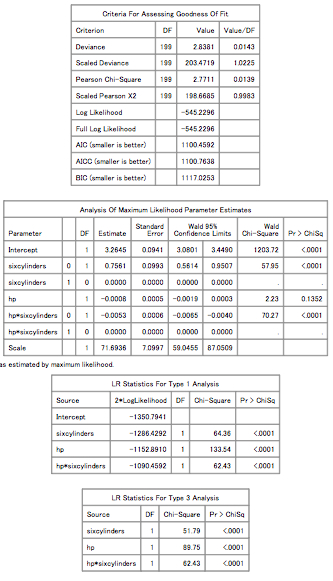 Criteria For Assessing Goodness Of Fit
Criterion DF Value Value/DF
Deviance 199 2.8381 0.0143
Scaled Deviance 199 203.4719 1.0225
Pearson Chi-Square 199 2.7711 0.0139
Scaled Pearson X2 199 198.6685 0.9983
Log Likelihood -545.2296
Full Log Likelihood -545.2296
AIC (smaller is better) 1100.4592
AICC (smaller is better) 1100.7638
BIC (smaller is better) 1117.0253
Analysis Of Maximum Likelihood Parameter Estimates
Parameter DF Estimate Standard Error Wald 95% Confidence Limits Wald Chi-Square Pr > ChiSq
Intercept 1 3.2645 0.0941 3.0801 3.4490 1203.72 <.0001
sixcylinders 0 1 0.7561 0.0993 0.5614 0.9507 57.95 <.0001
sixcylinders 1 0 0.0000 0.0000 0.0000 0.0000 . .
hp 1 -0.0008 0.0005 -0.0019 0.0003 2.23 0.1352
hp*sixcylinders 0 1 -0.0053 0.0006 -0.0065 -0.0040 70.27 <.0001
hp*sixcylinders 1 0 0.0000 0.0000 0.0000 0.0000 . .
Scale 1 71.6936 7.0997 59.0455 87.0509
as estimated by maximum likelihood.
LR Statistics For Type 1 Analysis
Source 2*LogLikelihood DF Chi-Square Pr > ChiSq
Intercept -1350.7941
sixcylinders -1286.4292 1 64.36 <.0001
hp -1152.8910 1 133.54 <.0001
hp*sixcylinders -1090.4592 1 62.43 <.0001
LR Statistics For Type 3 Analysis
Source DF Chi-Square Pr > ChiSq
sixcylinders 1 51.79 <.0001
hp 1 89.75 <.0001
hp*sixcylinders 1 62.43 <.0001